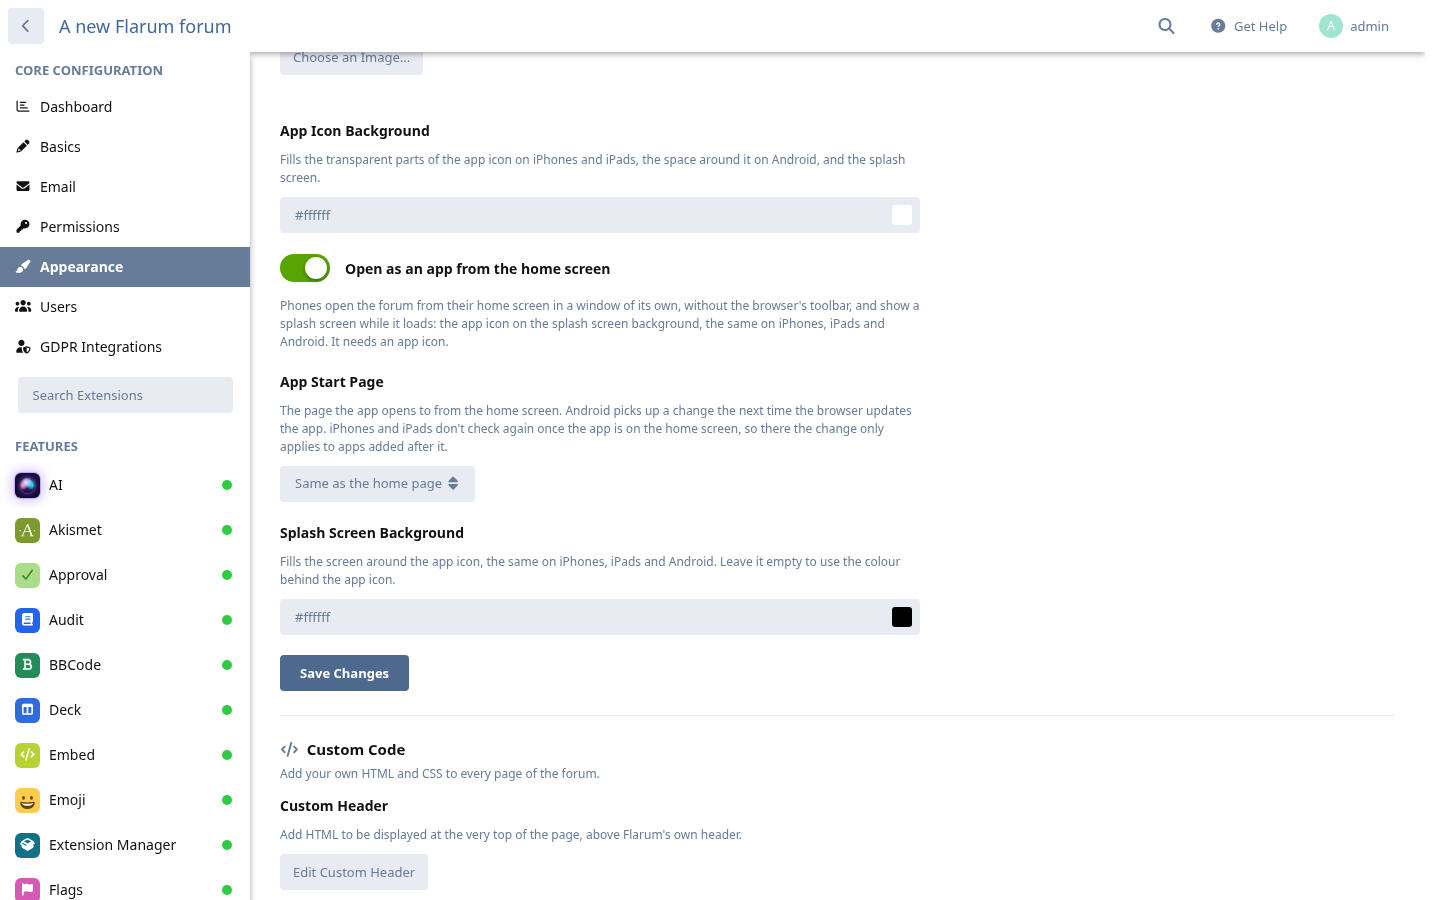 A new Flarum forum
Get Help
A
admin
CORE CONFIGURATION
Dashboard
Basics
Email
Permissions
Appearance
Users
GDPR Integrations
Search Extensions
FEATURES
AI
Akismet
Approval
Audit
BBCode
Deck
Embed
Emoji
Extension Manager
Flags
Choose an Image...
App Icon Background
Fills the transparent parts of the app icon on iPhones and iPads, the space around it on Android, and the splash
screen.
#ffffff
Open as an app from the home screen
Phones open the forum from their home screen in a window of its own, without the browser's toolbar, and show a
splash screen while it loads: the app icon on the splash screen background, the same on iPhones, iPads and
Android. It needs an app icon.
App Start Page
The page the app opens to from the home screen. Android picks up a change the next time the browser updates
the app. iPhones and iPads don't check again once the app is on the home screen, so there the change only
applies to apps added after it.
Same as the home page
Splash Screen Background
Fills the screen around the app icon, the same on iPhones, iPads and Android. Leave it empty to use the colour
behind the app icon.
#ffffff
Save Changes
Custom Code
Add your own HTML and CSS to every page of the forum.
Custom Header
Add HTML to be displayed at the very top of the page, above Flarum's own header.
Edit Custom Header